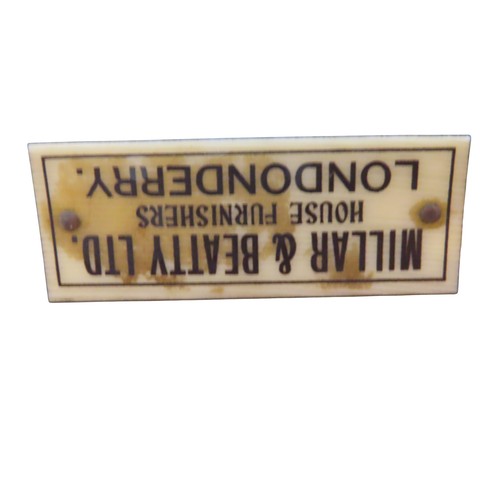 MILLAR & BEATTY LTD.
HOUSE FURNISHERS
LONDONDERRY.